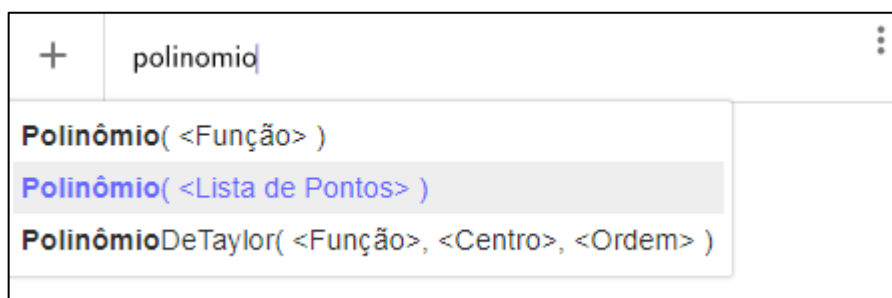 polinomio
Polinômio( <Função> )
Polinômio( <Lista de Pontos> )
PolinômioDeTaylor( <Função>, <Centro>, <Ordem> )